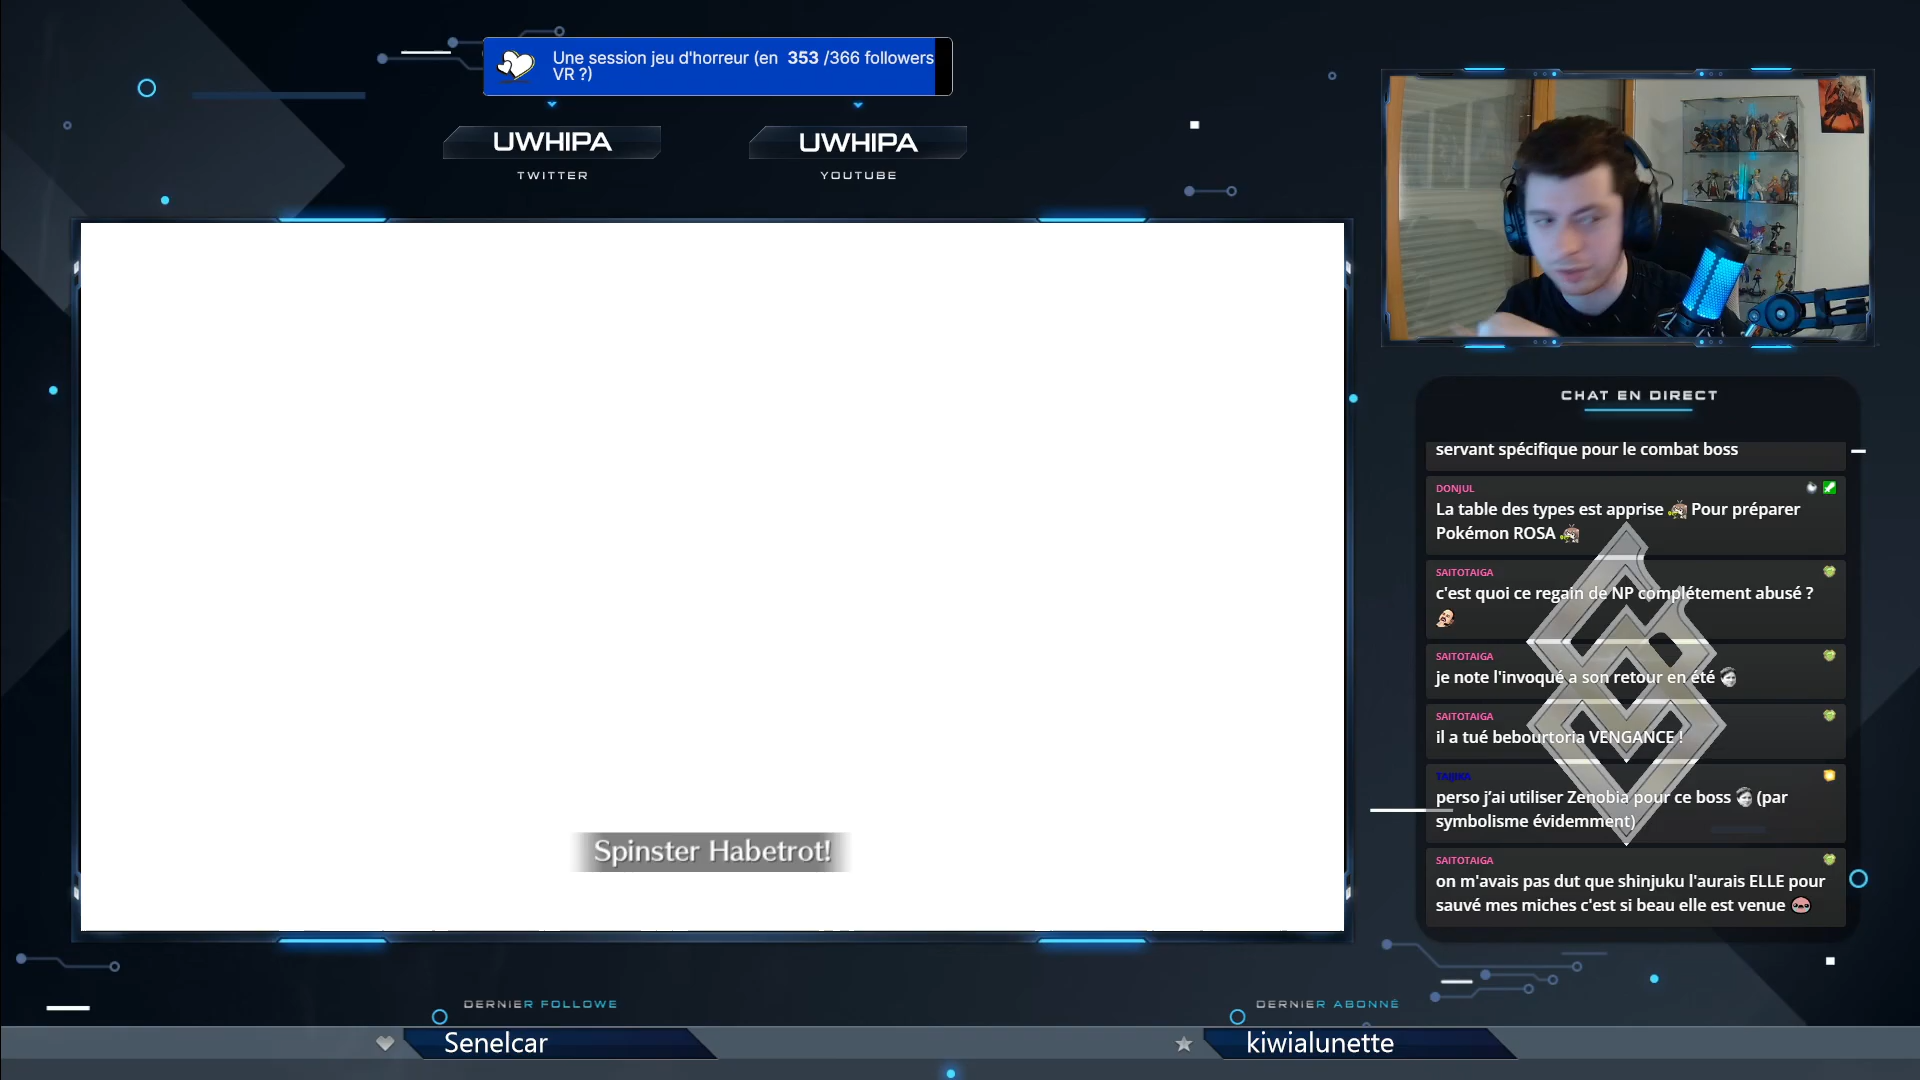 Une session jeu d'horreur (en 353 /366 followers
VR ?)
UWHIPA
TWITTER
UWHIPA
YOUTUBE
Spinster Habetrot!
CHAT EN DIRECT
servant spécifique pour le combat boss
DONJUL
La table des types est apprise Pour préparer
Pokémon ROSA
SAITOTAIGA
c'est quoi ce regain de NP complétement abusé ?
SAITOTAIGA
je note l'invoqué a son retour en été
SAITOTAIGA
il a tué bebourtoria VENGANCE !
TAIJIKA
perso j'ai utiliser Zenobia pour ce boss (par
symbolisme évidemment)
SAITOTAIGA
on m'avais pas dut que shinjuku l'aurais ELLE pour
sauvé mes miches c'est si beau elle est venue
DERNIER FOLLOWE
Senelcar
DERNIER ABONNÉ
kiwialunette